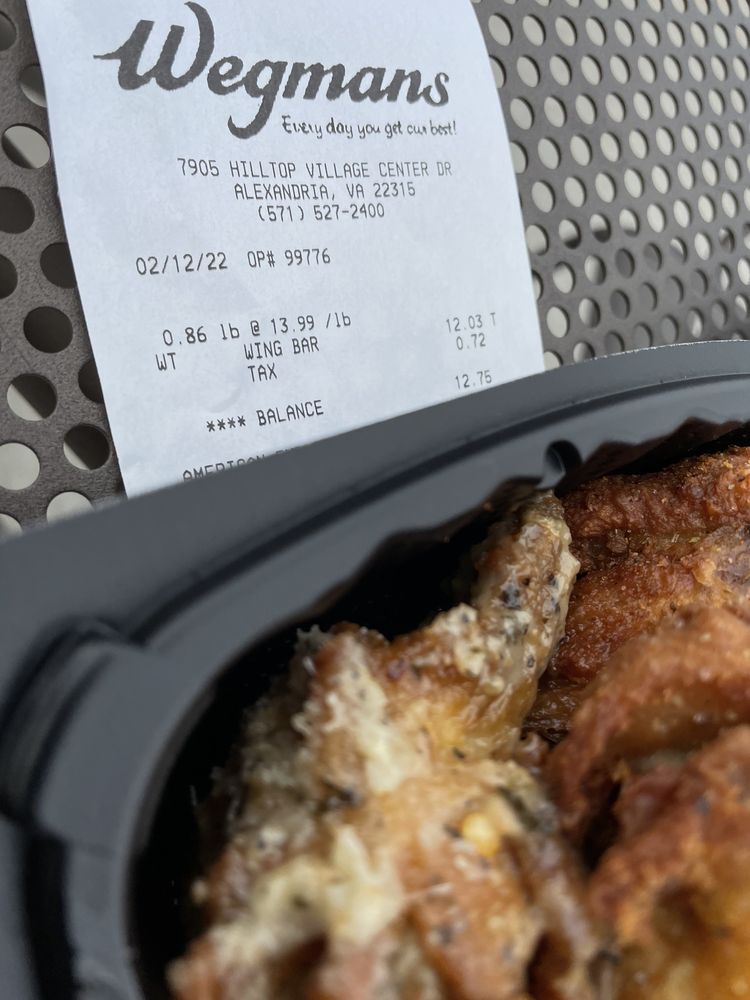 Wegmans
Every day you get our best!
7905 HILLTOP VILLAGE CENTER DR
ALEXANDRIA, VA 22315
(571) 527-2400
02/12/22 OP# 99776
0.86 lb @ 13.99 /lb
WT WING BAR 12.03 T
TAX 0.72
**** BALANCE 12.75
AMERICAN